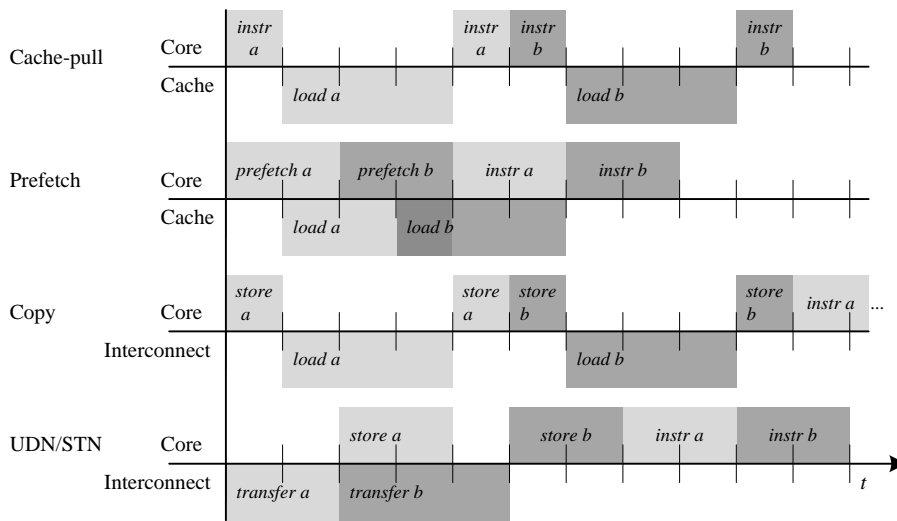 instr a
instr a
instr b
instr b
Cache-pull
Core
Cache
load a
load b
prefetch a
prefetch b
instr a
instr b
Prefetch
Core
Cache
load a
load b
store a
store a
store b
store b
instr a
...
Copy
Core
Interconnect
load a
load b
store a
store b
instr a
instr b
UDN/STN
Core
Interconnect
transfer a
transfer b
t